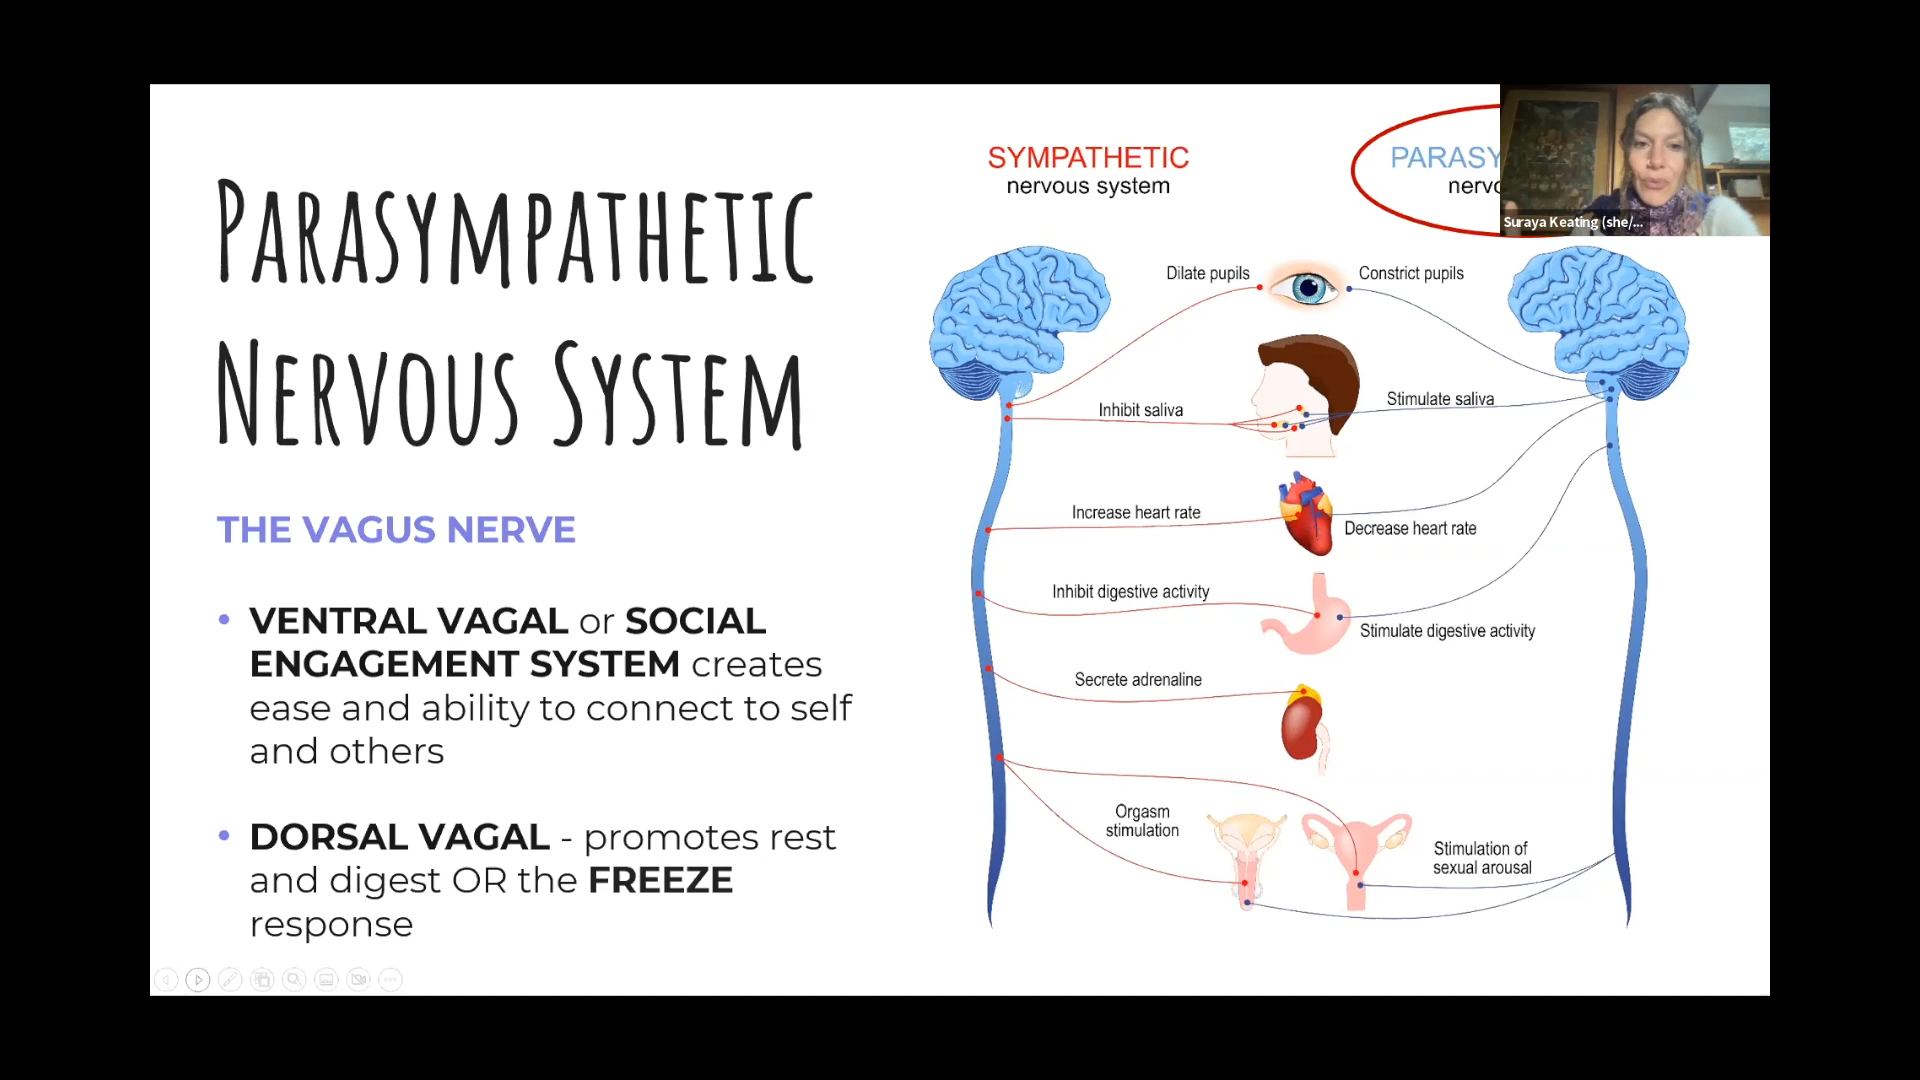 PARASYMPATHETIC
NERVOUS SYSTEM
THE VAGUS NERVE
• VENTRAL VAGAL or SOCIAL
ENGAGEMENT SYSTEM creates
ease and ability to connect to self
and others
• DORSAL VAGAL - promotes rest
and digest OR the FREEZE
response
SYMPATHETIC
nervous system
PARASY
nervo
Suraya Keating (she/...
Dilate pupils
Constrict pupils
Inhibit saliva
Stimulate saliva
Increase heart rate
Decrease heart rate
Inhibit digestive activity
Stimulate digestive activity
Secrete adrenaline
Orgasm
stimulation
Stimulation of
sexual arousal